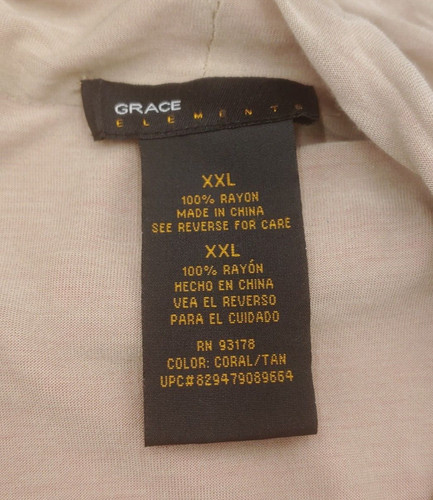 GRACE
ELEMENTS
XXL
100% RAYON
MADE IN CHINA
SEE REVERSE FOR CARE
XXL
100% RAYÓN
HECHO EN CHINA
VEA EL REVERSO
PARA EL CUIDADO
RN 93178
COLOR: CORAL/TAN
UPC#829479089664